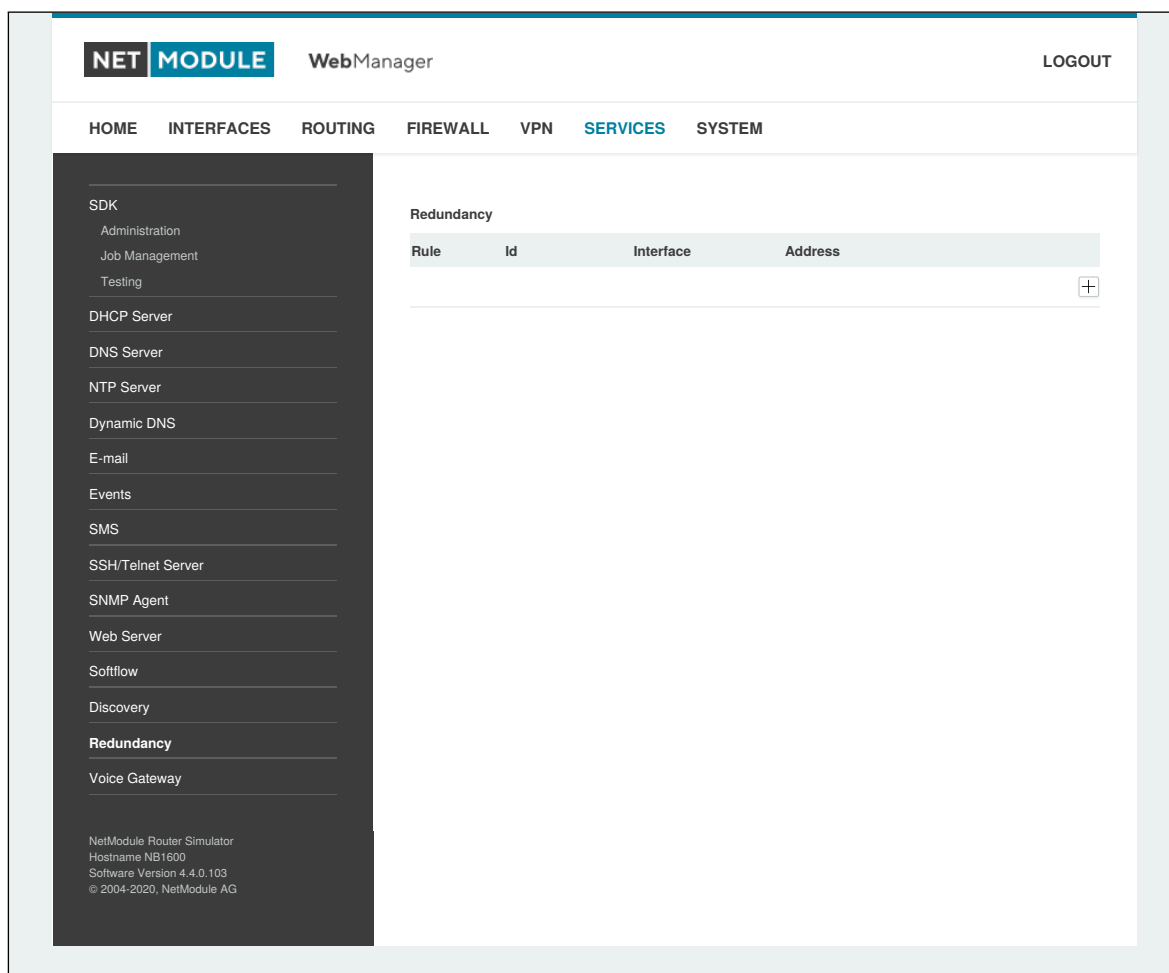 NET MODULE WebManager LOGOUT
HOME INTERFACES ROUTING FIREWALL VPN SERVICES SYSTEM
SDK
Administration
Job Management
Testing
DHCP Server
DNS Server
NTP Server
Dynamic DNS
E-mail
Events
SMS
SSH/Telnet Server
SNMP Agent
Web Server
Softflow
Discovery
Redundancy
Voice Gateway
NetModule Router Simulator
Hostname NB1600
Software Version 4.4.0.103
© 2004-2020, NetModule AG
Redundancy
Rule Id Interface Address